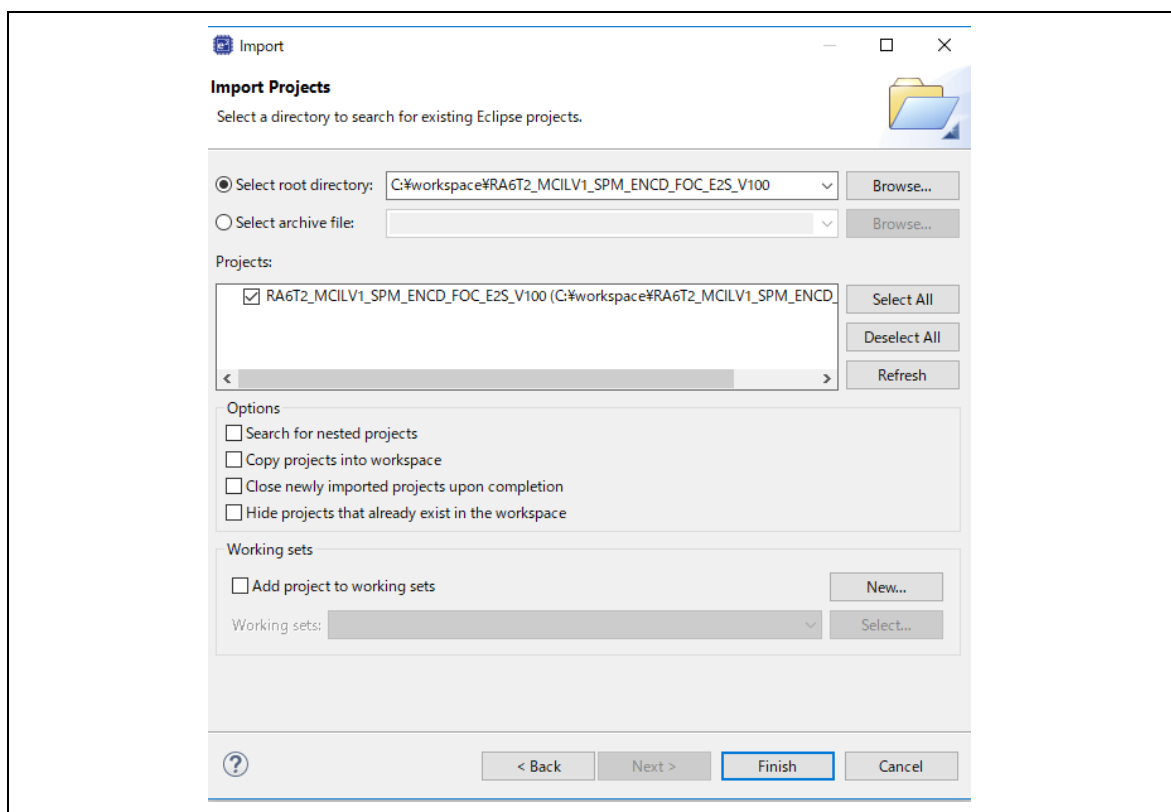 Import
Import Projects
Select a directory to search for existing Eclipse projects.
Select root directory: C:¥workspace¥RA6T2_MCILV1_SPM_ENCD_FOC_E2S_V100 Browse...
Select archive file: Browse...
Projects:
RA6T2_MCILV1_SPM_ENCD_FOC_E2S_V100 (C:¥workspace¥RA6T2_MCILV1_SPM_ENCD_
Select All
Deselect All
Refresh
Options
Search for nested projects
Copy projects into workspace
Close newly imported projects upon completion
Hide projects that already exist in the workspace
Working sets
Add project to working sets New...
Working sets: Select...
? < Back Next > Finish Cancel